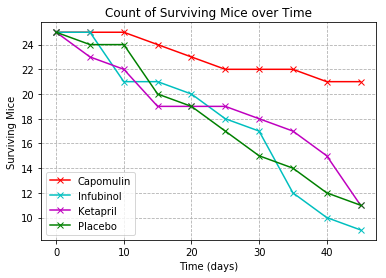 Count of Surviving Mice over Time
Surviving Mice
24
22
20
18
16
14
12
10
Capomulin
Infubinol
Ketapril
Placebo
0
10
20
30
40
Time (days)